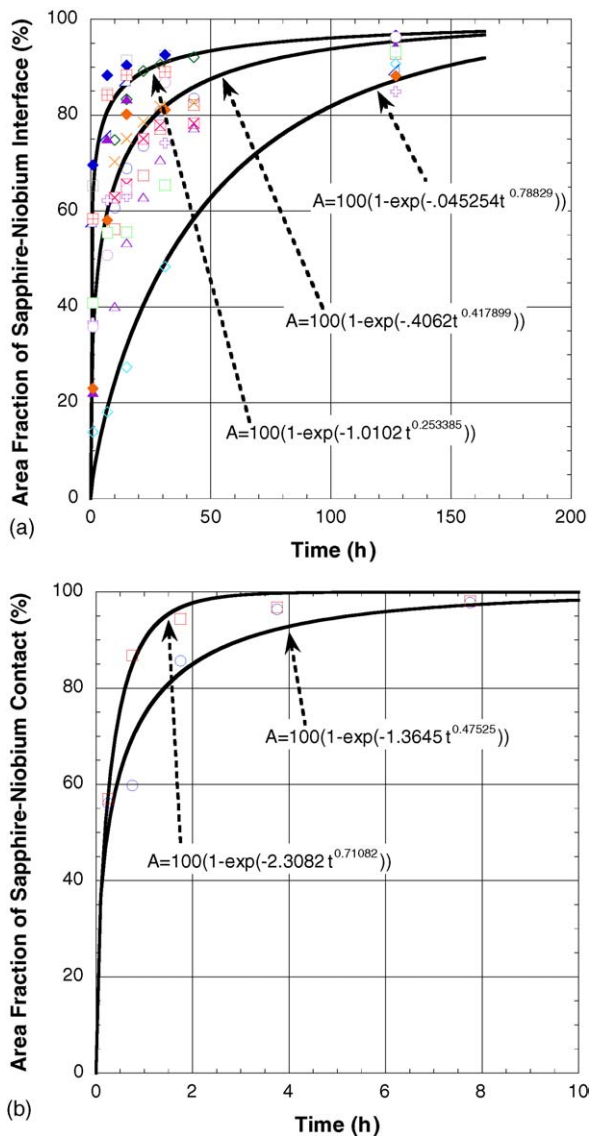 100
80
60
40
20
0
Area Fraction of Sapphire-Niobium Interface (%)
A=100(1-exp(-.045254t^0.78829))
A=100(1-exp(-.4062t^0.417899))
A=100(1-exp(-1.0102 t^0.253385))
0 50 100 150 200
(a)
Time (h)
100
80
60
40
20
0
Area Fraction of Sapphire-Niobium Contact (%)
A=100(1-exp(-1.3645 t^0.47525))
A=100(1-exp(-2.3082 t^0.71082))
0 2 4 6 8 10
(b)
Time (h)